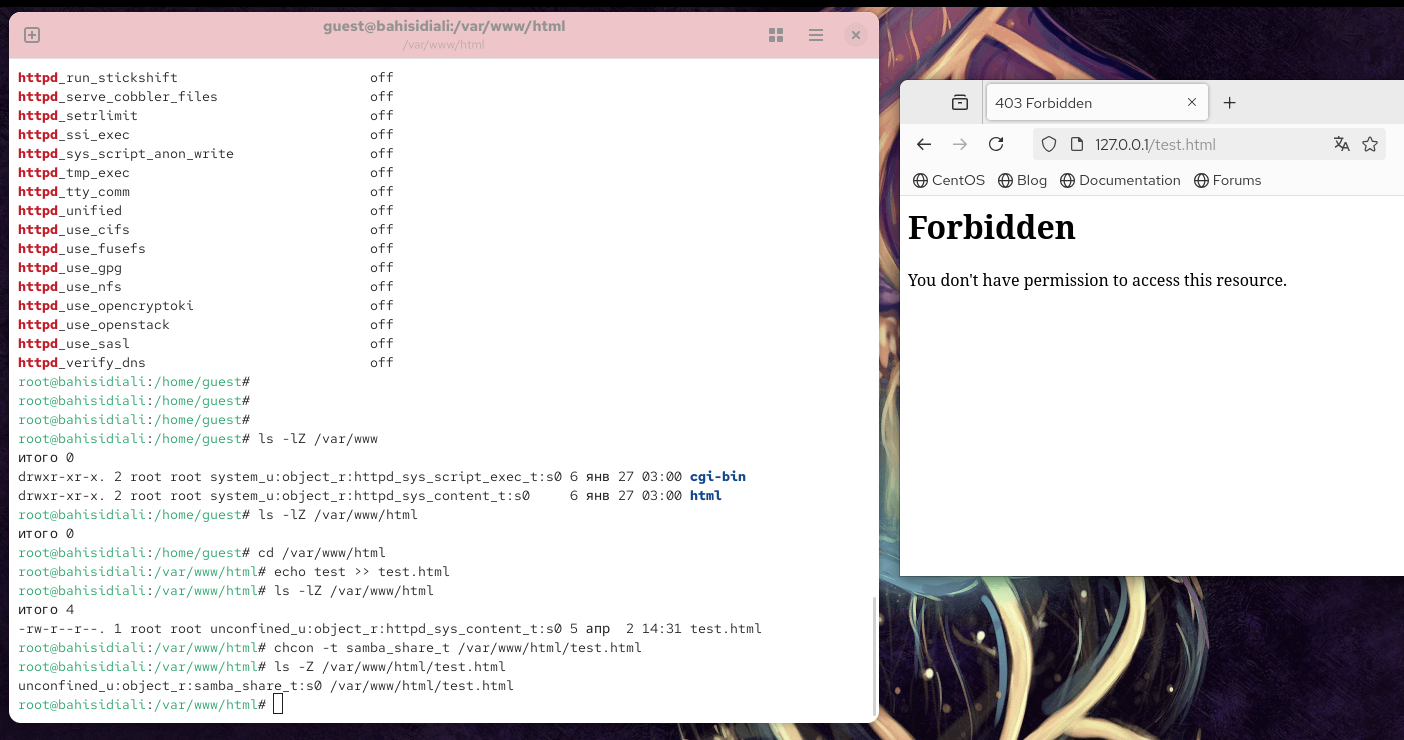 guest@bahisidiali:/var/www/html
/var/www/html
httpd_run_stickshift off
httpd_serve_cobbler_files off
httpd_setrlimit off
httpd_ssi_exec off
httpd_sys_script_anon_write off
httpd_tmp_exec off
httpd_tty_comm off
httpd_unified off
httpd_use_cifs off
httpd_use_fusefs off
httpd_use_gpg off
httpd_use_nfs off
httpd_use_opencryptoki off
httpd_use_openstack off
httpd_use_sasl off
httpd_verify_dns off
root@bahisidiali:/home/guest#
root@bahisidiali:/home/guest#
root@bahisidiali:/home/guest#
root@bahisidiali:/home/guest# ls -lZ /var/www
итого 0
drwxr-xr-x. 2 root root system_u:object_r:httpd_sys_script_exec_t:s0 6 янв 27 03:00 cgi-bin
drwxr-xr-x. 2 root root system_u:object_r:httpd_sys_content_t:s0 6 янв 27 03:00 html
root@bahisidiali:/home/guest# ls -lZ /var/www/html
итого 0
root@bahisidiali:/home/guest# cd /var/www/html
root@bahisidiali:/var/www/html# echo test >> test.html
root@bahisidiali:/var/www/html# ls -lZ /var/www/html
итого 4
-rw-r--r--. 1 root root unconfined_u:object_r:httpd_sys_content_t:s0 5 апр 2 14:31 test.html
root@bahisidiali:/var/www/html# chcon -t samba_share_t /var/www/html/test.html
root@bahisidiali:/var/www/html# ls -Z /var/www/html/test.html
unconfined_u:object_r:samba_share_t:s0 /var/www/html/test.html
root@bahisidiali:/var/www/html#
403 Forbidden
127.0.0.1/test.html
CentOS Blog Documentation Forums
Forbidden
You don't have permission to access this resource.